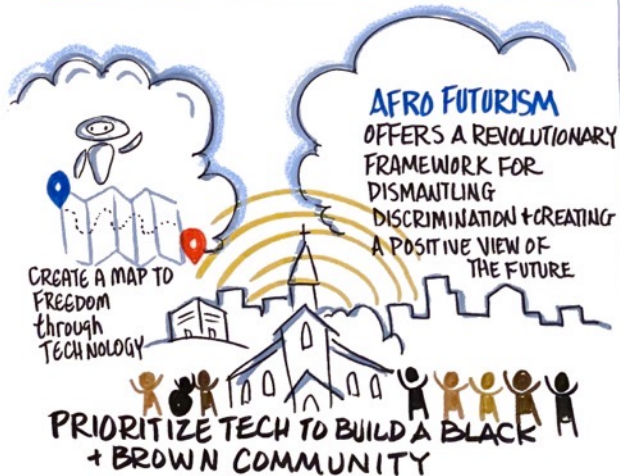 AFRO FUTURISM
OFFERS A REVOLUTIONARY
FRAMEWORK FOR
DISMANTLING
DISCRIMINATION + CREATING
A POSITIVE VIEW OF
THE FUTURE
CREATE A MAP TO
FREEDOM
through
TECHNOLOGY
PRIORITIZE TECH TO BUILD A BLACK
+ BROWN COMMUNITY